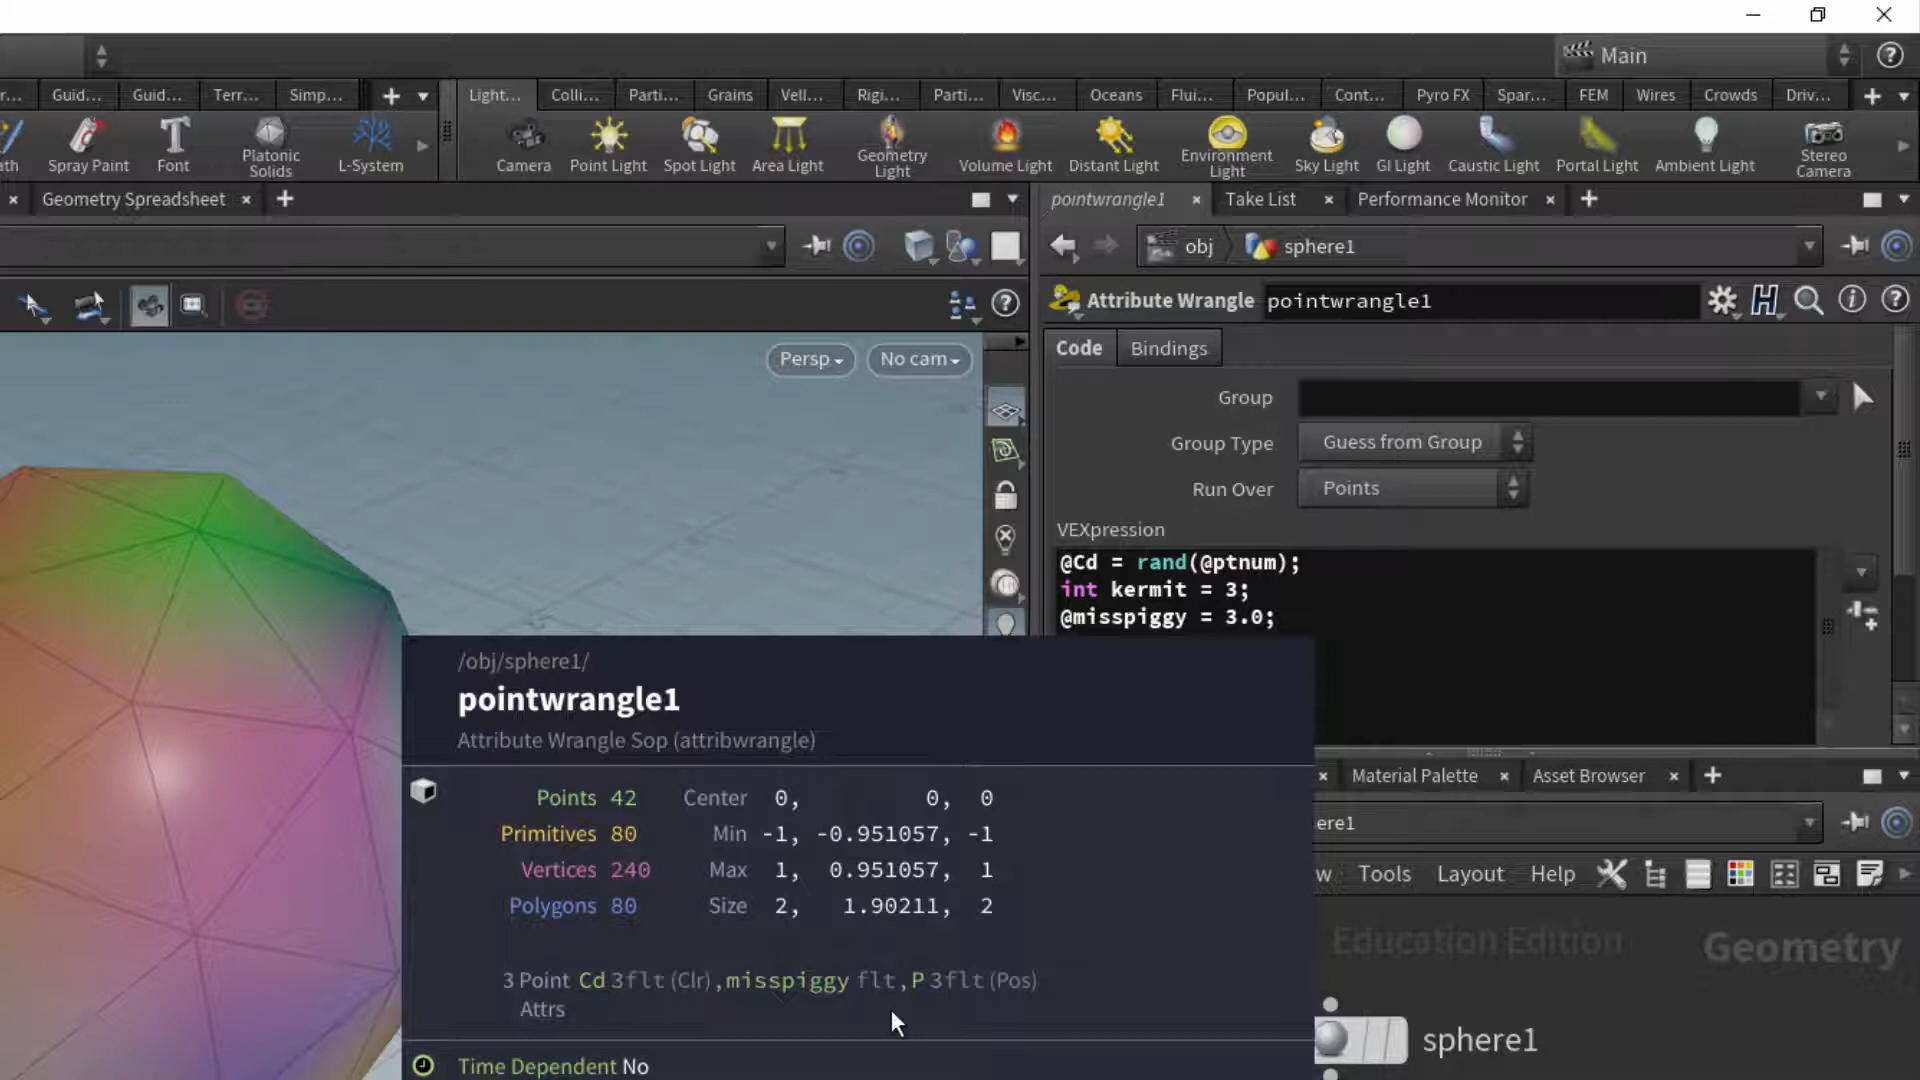 Main
r...
Guid...
Guid...
Terr...
Simp...
Light...
Colli...
Parti...
Grains
Vell...
Rigi...
Parti...
Visc...
Oceans
Flui...
Popul...
Cont...
Pyro FX
Spar...
FEM
Wires
Crowds
Driv...
ath
Spray Paint
Font
Platonic
Solids
L-System
Camera
Point Light
Spot Light
Area Light
Geometry
Light
Volume Light
Distant Light
Environment
Light
Sky Light
GI Light
Caustic Light
Portal Light
Ambient Light
Stereo
Camera
Geometry Spreadsheet
pointwrangle1
Take List
Performance Monitor
obj
sphere1
Attribute Wrangle
pointwrangle1
Code
Bindings
Persp
No cam
Group
Group Type
Guess from Group
Run Over
Points
VEXpression
@Cd = rand(@ptnum);
int kermit = 3;
@misspiggy = 3.0;
/obj/sphere1/
pointwrangle1
Attribute Wrangle Sop (attribwrangle)
Points 42 Center 0, 0, 0
Primitives 80 Min -1, -0.951057, -1
Vertices 240 Max 1, 0.951057, 1
Polygons 80 Size 2, 1.90211, 2
3 Point Cd 3flt (Clr), misspiggy flt, P 3flt (Pos)
Attrs
Time Dependent No
Material Palette
Asset Browser
ere1
w
Tools
Layout
Help
Education Edition
Geometry
sphere1